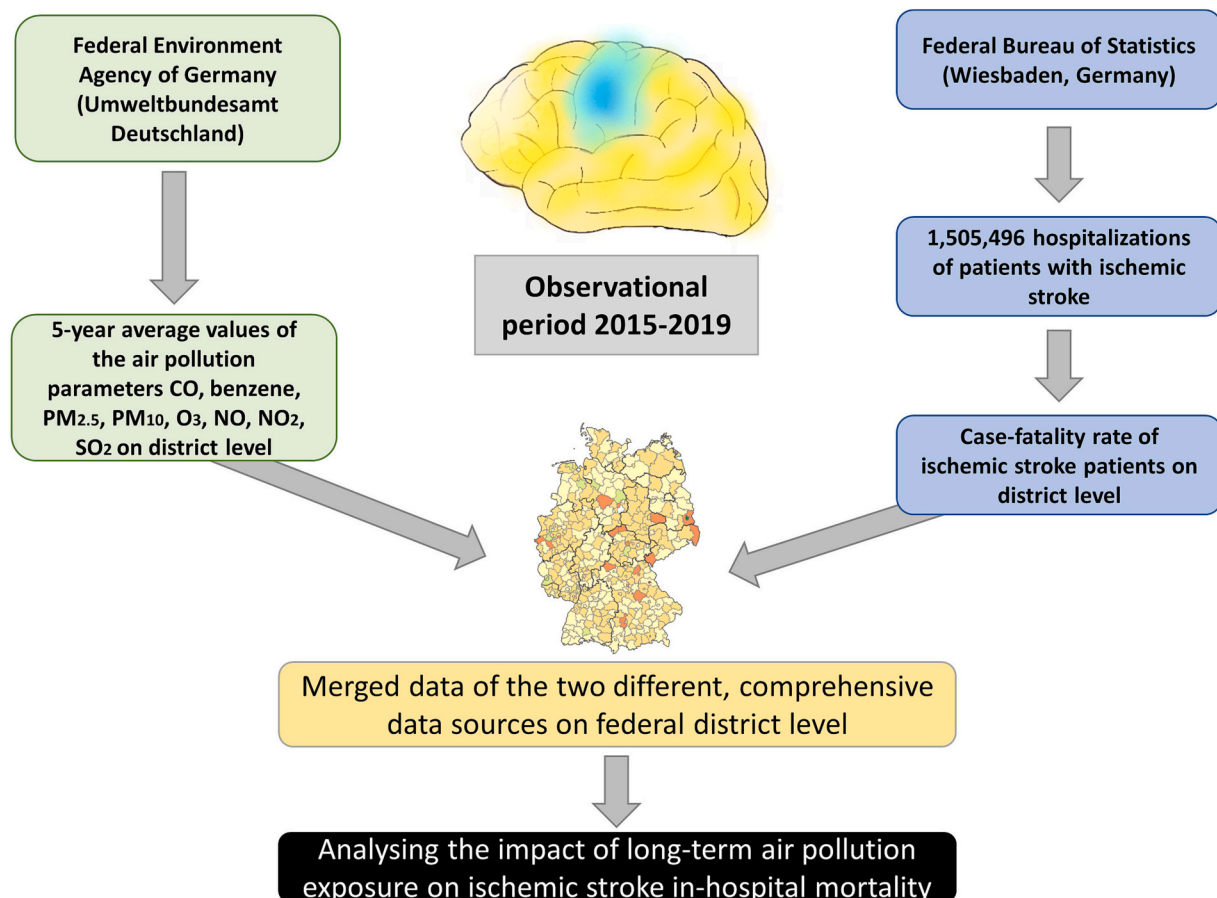 Federal Environment
Agency of Germany
(Umweltbundesamt
Deutschland)
5-year average values of
the air pollution
parameters CO, benzene,
PM2.5, PM10, O3, NO, NO2,
SO2 on district level
Observational
period 2015-2019
Federal Bureau of Statistics
(Wiesbaden, Germany)
1,505,496 hospitalizations
of patients with ischemic
stroke
Case-fatality rate of
ischemic stroke patients on
district level
Merged data of the two different, comprehensive
data sources on federal district level
Analysing the impact of long-term air pollution
exposure on ischemic stroke in-hospital mortality